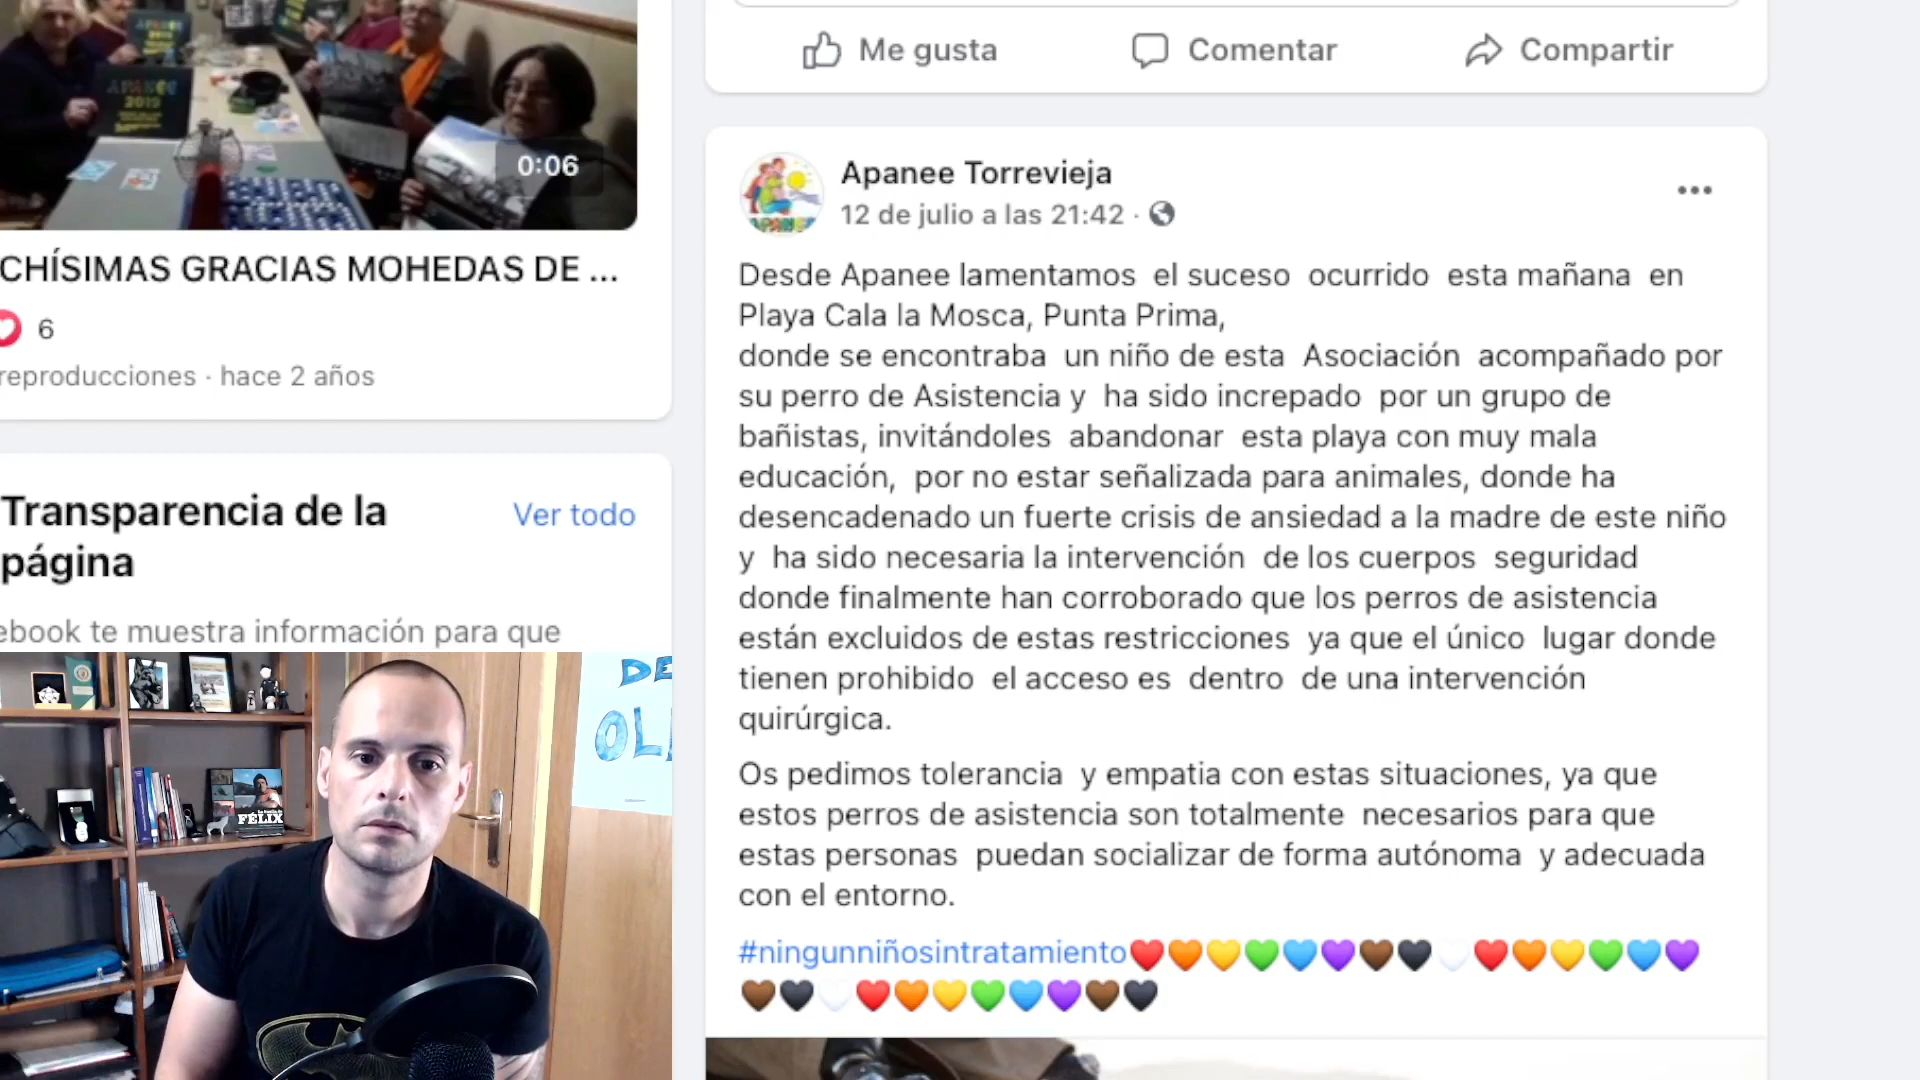 APANEE
2019
0:06
CHÍSIMAS GRACIAS MOHEDAS DE ...
6
reproducciones · hace 2 años
Transparencia de la
página
Ver todo
ebook te muestra información para que
DE
OLI
FÉLIX
Me gusta
Comentar
Compartir
Apanee Torrevieja
12 de julio a las 21:42 ·
Desde Apanee lamentamos el suceso ocurrido esta mañana en
Playa Cala la Mosca, Punta Prima,
donde se encontraba un niño de esta Asociación acompañado por
su perro de Asistencia y ha sido increpado por un grupo de
bañistas, invitándoles abandonar esta playa con muy mala
educación, por no estar señalizada para animales, donde ha
desencadenado un fuerte crisis de ansiedad a la madre de este niño
y ha sido necesaria la intervención de los cuerpos seguridad
donde finalmente han corroborado que los perros de asistencia
están excluidos de estas restricciones ya que el único lugar donde
tienen prohibido el acceso es dentro de una intervención
quirúrgica.
Os pedimos tolerancia y empatia con estas situaciones, ya que
estos perros de asistencia son totalmente necesarios para que
estas personas puedan socializar de forma autónoma y adecuada
con el entorno.
#ningunniñosintratamiento